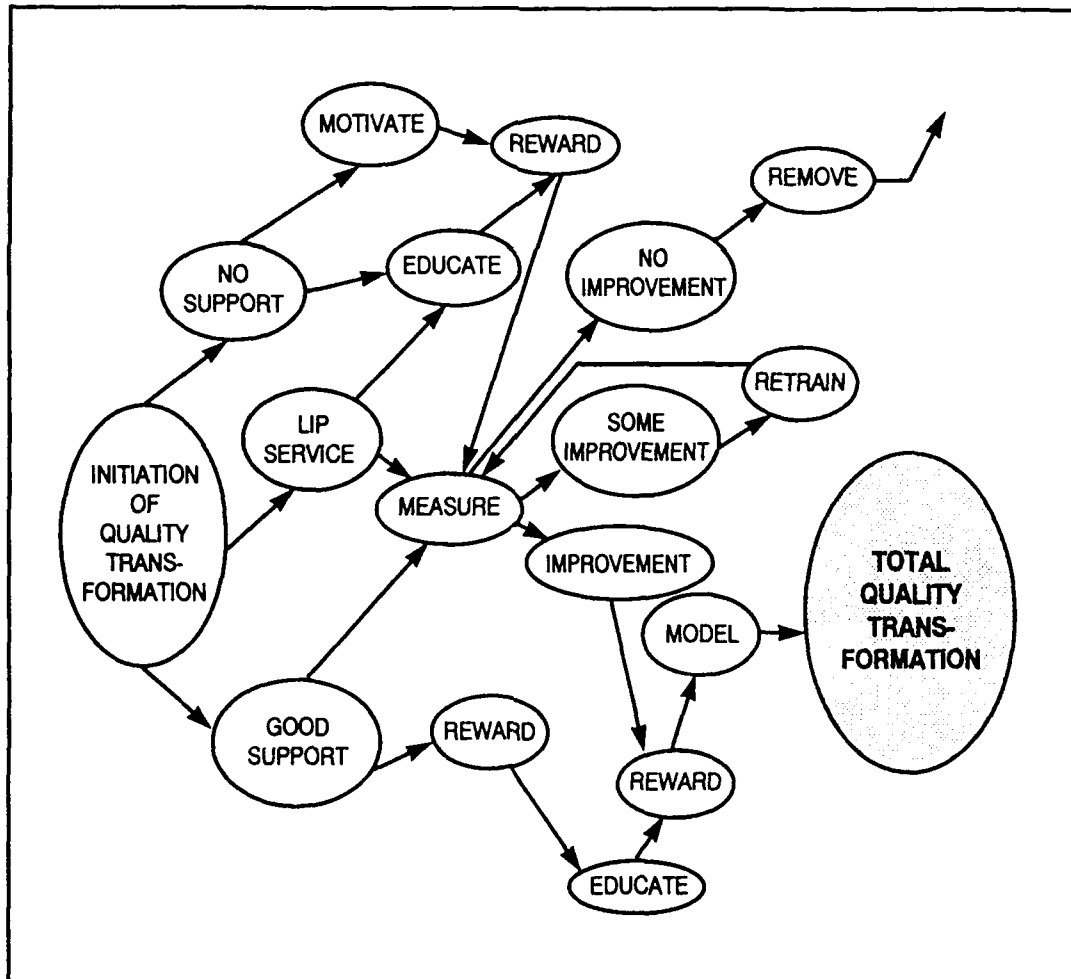 MOTIVATE
REWARD
REMOVE
NO
SUPPORT
EDUCATE
NO
IMPROVEMENT
RETRAIN
LIP
SERVICE
SOME
IMPROVEMENT
INITIATION
OF
QUALITY
TRANS-
FORMATION
MEASURE
IMPROVEMENT
TOTAL
QUALITY
TRANS-
FORMATION
MODEL
GOOD
SUPPORT
REWARD
REWARD
EDUCATE